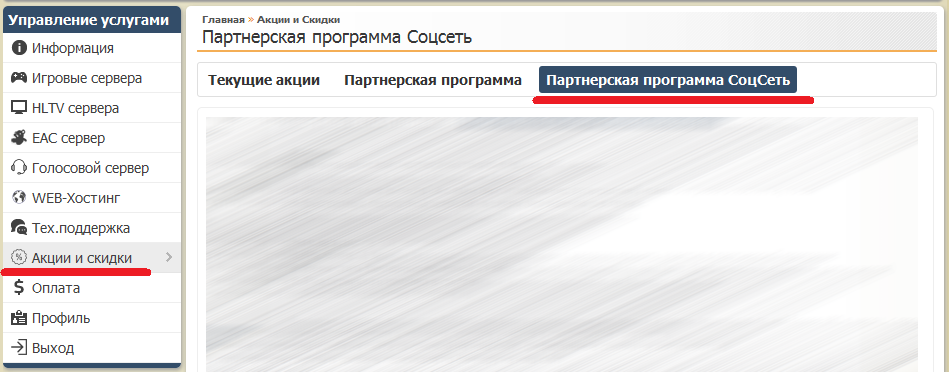 Управление услугами
Информация
Игровые сервера
HLTV сервера
EAC сервер
Голосовой сервер
WEB-Хостинг
Тех.поддержка
Акции и скидки
Оплата
Профиль
Выход
Главная » Акции и Скидки
Партнерская программа Соцсеть
Текущие акции Партнерская программа Партнерская программа СоцСеть